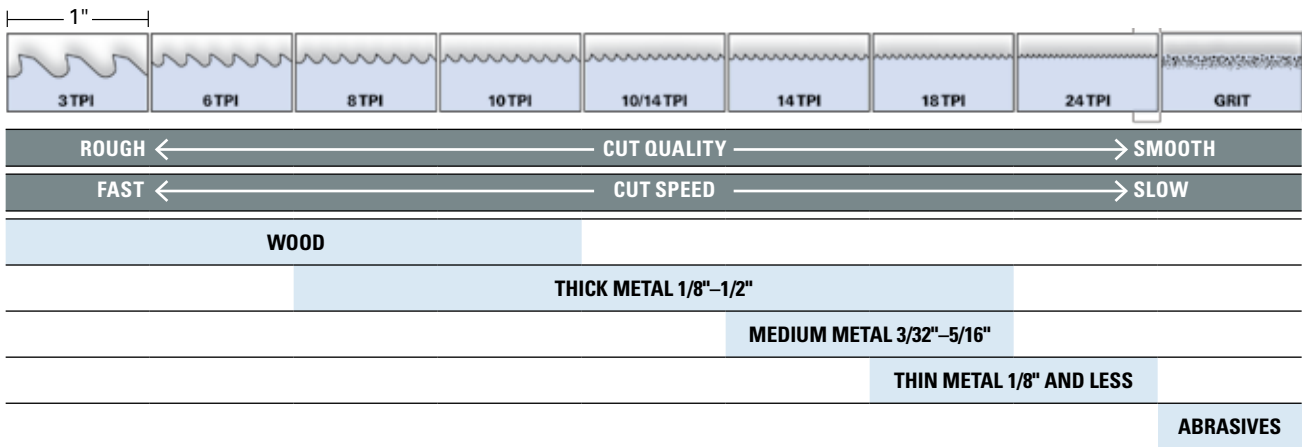 1"
3 TPI 6 TPI 8 TPI 10 TPI 10/14 TPI 14 TPI 18 TPI 24 TPI GRIT
ROUGH CUT QUALITY SMOOTH
FAST CUT SPEED SLOW
WOOD
THICK METAL 1/8"–1/2"
MEDIUM METAL 3/32"–5/16"
THIN METAL 1/8" AND LESS
ABRASIVES